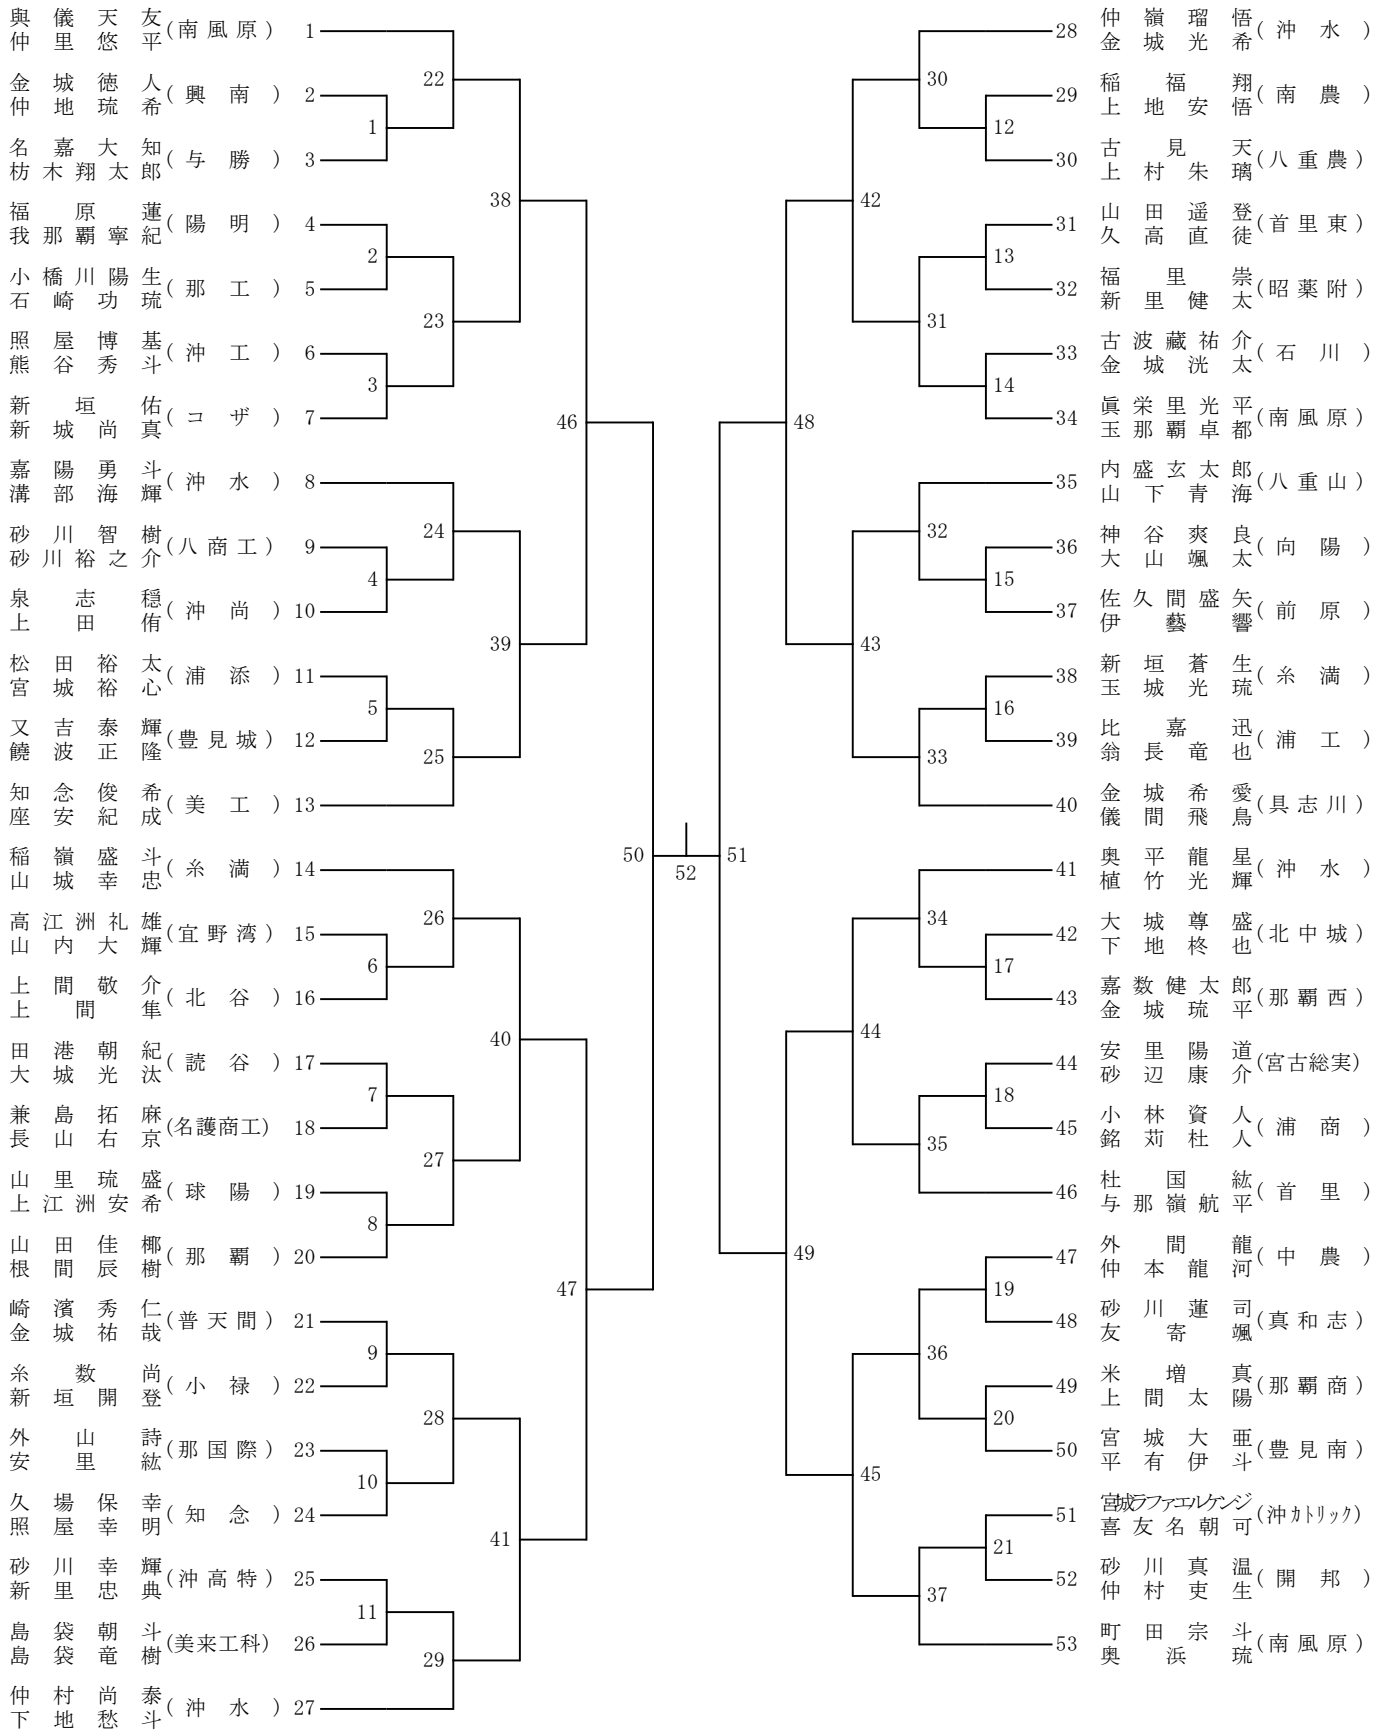 與儀天友
仲里悠平
(南風原) 1
金城徳人
仲地琉希
(興南) 2
名嘉大知
枋木翔太郎
(与勝) 3
福原蓮
我那覇寧紀
(陽明) 4
小橋川陽生
石崎功琉
(那工) 5
照屋博基
熊谷秀斗
(沖工) 6
新垣佑
新城尚真
(コザ) 7
嘉陽勇斗
溝部海輝
(沖水) 8
砂川智樹
砂川裕之介
(八商工) 9
泉志穏
上田侑
(沖尚) 10
松田裕太
宮城裕心
(浦添) 11
又吉泰輝
饒波正隆
(豊見城) 12
知念俊希
座安紀成
(美工) 13
稲嶺盛斗
山城幸忠
(糸満) 14
高江洲礼雄
山内大輝
(宜野湾) 15
上間敬介
上間隼
(北谷) 16
田港朝紀
大城光汰
(読谷) 17
兼島拓麻
長山右京
(名護商工) 18
山里琉盛
上江洲安希
(球陽) 19
山田佳椰
根間辰樹
(那覇) 20
崎濱秀仁
金城祐哉
(普天間) 21
糸数尚
新垣開登
(小禄) 22
外山詩
安里紘
(那国際) 23
久場保幸
照屋幸明
(知念) 24
砂川幸輝
新里忠典
(沖高特) 25
島袋朝斗
島袋竜樹
(美来工科) 26
仲村尚泰
下地愁斗
(沖水) 27
1
2
3
4
5
6
7
8
9
10
11
22
23
24
25
26
27
28
29
38
39
40
41
46
47
50
52
51
48
49
42
43
44
45
30
31
32
33
34
35
36
37
12
13
14
15
16
17
18
19
20
21
28 仲嶺瑠悟
金城光希
(沖水)
29 稲福翔
上地安悟
(南農)
30 古見天
上村朱璃
(八重農)
31 山田遥登
久高直徒
(首里東)
32 福里崇
新里健太
(昭薬附)
33 古波藏祐介
金城洸太
(石川)
34 眞栄里光平
玉那覇卓都
(南風原)
35 内盛玄太郎
山下青海
(八重山)
36 神谷爽良
大山颯太
(向陽)
37 佐久間盛矢
伊藝響
(前原)
38 新垣蒼生
玉城光琉
(糸満)
39 比嘉迅
翁長竜也
(浦工)
40 金城希愛
儀間飛鳥
(具志川)
41 奥平龍星
植竹光輝
(沖水)
42 大城尊盛
下地柊也
(北中城)
43 嘉数健太郎
金城琉平
(那覇西)
44 安里陽道
砂辺康介
(宮古総実)
45 小林資人
銘苅杜人
(浦商)
46 杜国紘
与那嶺航平
(首里)
47 外間龍
仲本龍河
(中農)
48 砂川蓮司
友寄颯
(真和志)
49 米増真
上間太陽
(那覇商)
50 宮城大亜
平有伊斗
(豊見南)
51 宮城ラファエルケンジ
喜友名朝可
(沖カトリック)
52 砂川真温
仲村吏生
(開邦)
53 町田宗斗
奥浜琉
(南風原)